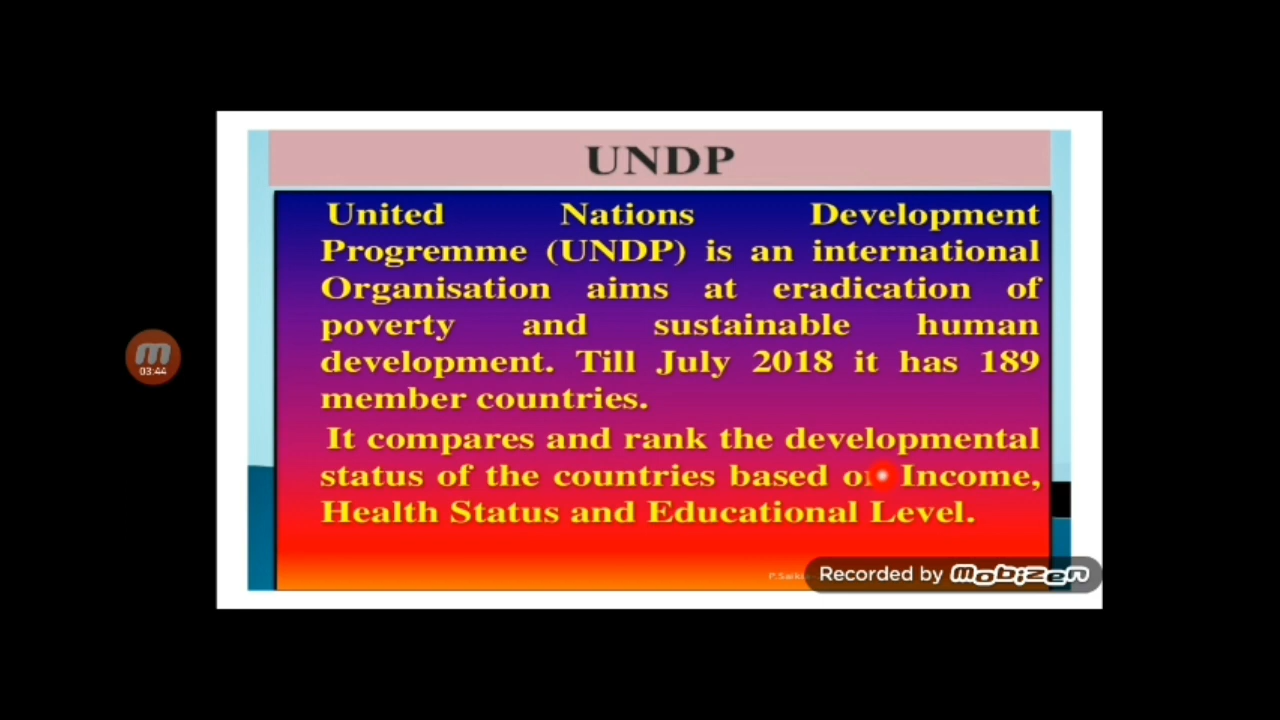 UNDP
United Nations Development
Progremme (UNDP) is an international
Organisation aims at eradication of
poverty and sustainable human
development. Till July 2018 it has 189
member countries.
It compares and rank the developmental
status of the countries based on Income,
Health Status and Educational Level.
03:44
Recorded by Mobizen